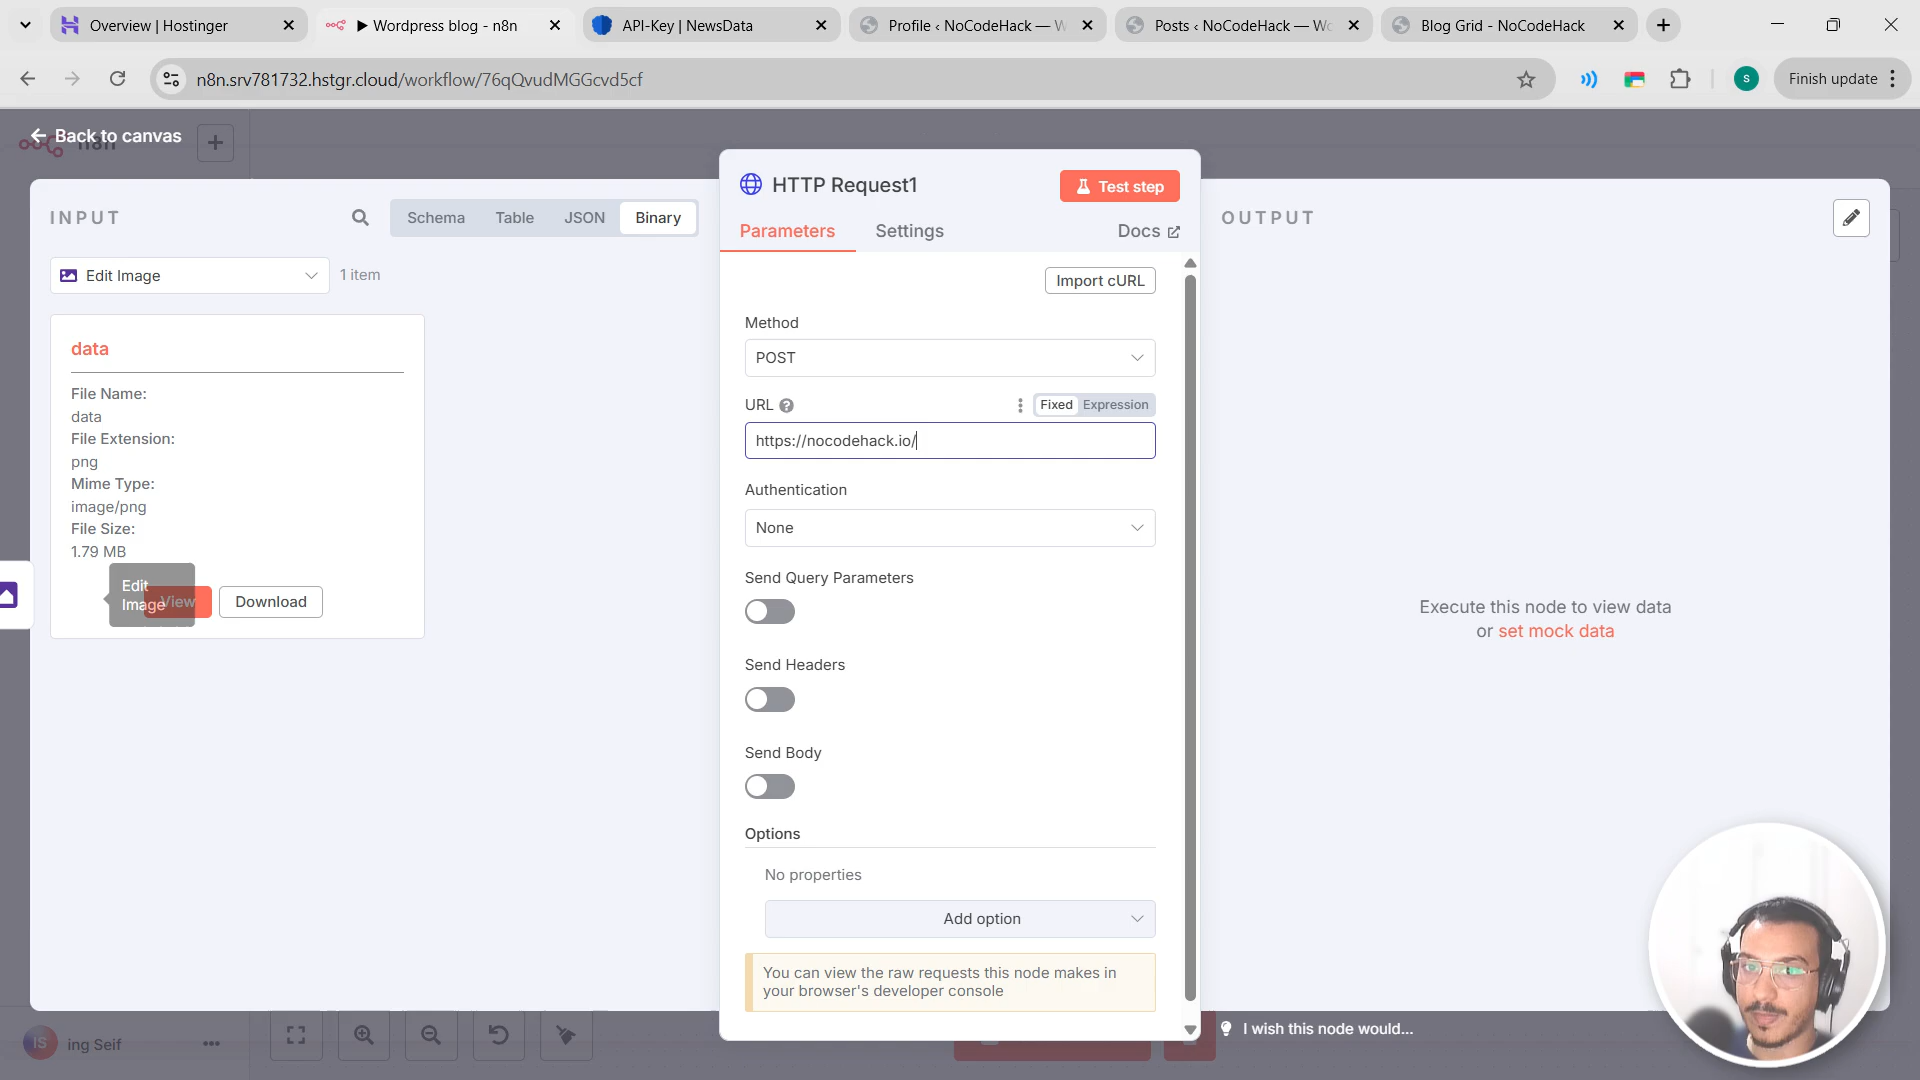 Overview | Hostinger
▶ Wordpress blog - n8n
API-Key | NewsData
Profile ‹ NoCodeHack — W
Posts ‹ NoCodeHack — Wo
Blog Grid - NoCodeHack
n8n.srv781732.hstgr.cloud/workflow/76qQvudMGGcvd5cf
S
Finish update
Back to canvas
n8n
HTTP Request1
Test step
INPUT
Schema
Table
JSON
Binary
OUTPUT
Parameters
Settings
Docs
Edit Image
1 item
Import cURL
data
File Name:
data
File Extension:
png
Mime Type:
image/png
File Size:
1.79 MB
Edit
Image
View
Download
Method
POST
URL
Fixed
Expression
https://nocodehack.io/
Authentication
None
Send Query Parameters
Send Headers
Send Body
Options
No properties
Add option
You can view the raw requests this node makes in
your browser's developer console
Execute this node to view data
or set mock data
IS
ing Seif
I wish this node would...